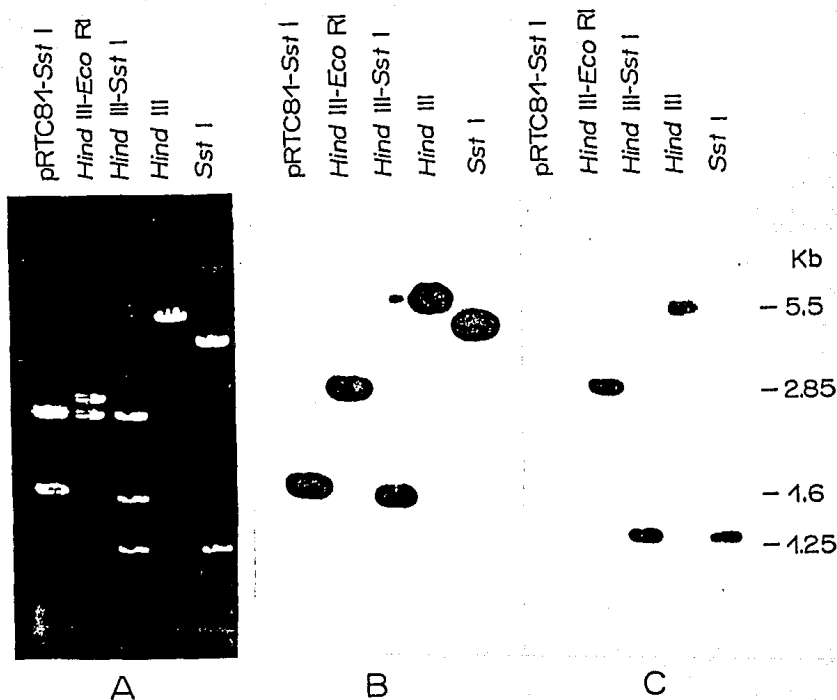 pRTC81-Sst I
Hind III-Eco RI
Hind III-Sst I
Hind III
Sst I
pRTC81-Sst I
Hind III-Eco RI
Hind III-Sst I
Hind III
Sst I
pRTC81-Sst I
Hind III-Eco RI
Hind III-Sst I
Hind III
Sst I
Kb
- 5.5
- 2.85
- 1.6
- 1.25
A
B
C